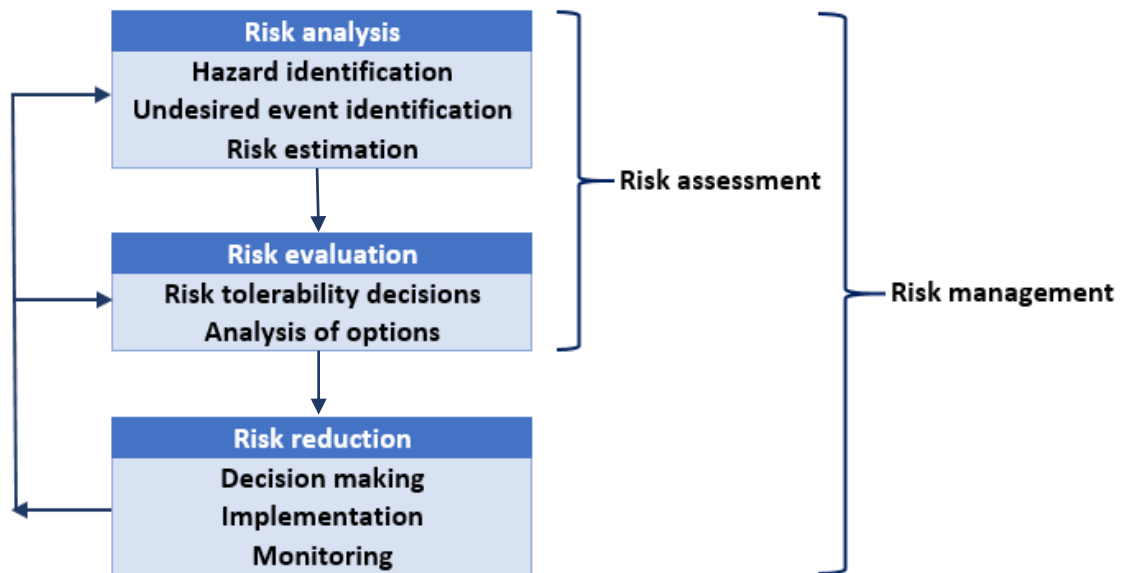 Risk analysis
Hazard identification
Undesired event identification
Risk estimation
Risk assessment
Risk evaluation
Risk tolerability decisions
Analysis of options
Risk management
Risk reduction
Decision making
Implementation
Monitoring